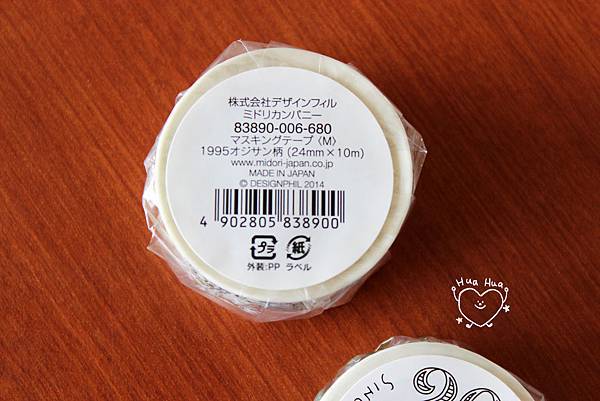 株式会社デザインフィル
ミドリカンパニー
83890-006-680
マスキングテープ〈M〉
1995オジサン柄 (24mm×10m)
www.midori-japan.co.jp
MADE IN JAPAN
© DESIGNPHIL 2014
4 902805 838900
プラ 紙
外装:PP ラベル
Hua Hua